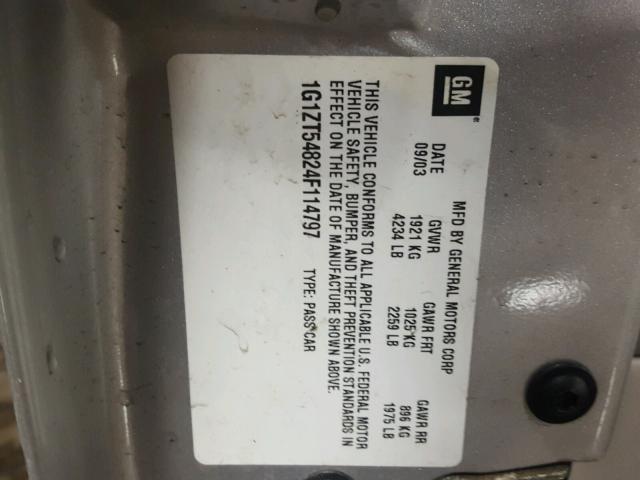 GM
MFD BY GENERAL MOTORS CORP
DATE GVWR GAWR FRT GAWR RR
09/03 1921 KG 1025 KG 896 KG
4234 LB 2259 LB 1975 LB
THIS VEHICLE CONFORMS TO ALL APPLICABLE U.S. FEDERAL MOTOR
VEHICLE SAFETY, BUMPER, AND THEFT PREVENTION STANDARDS IN
EFFECT ON THE DATE OF MANUFACTURE SHOWN ABOVE.
1G1ZT54824F114797 TYPE: PASS CAR